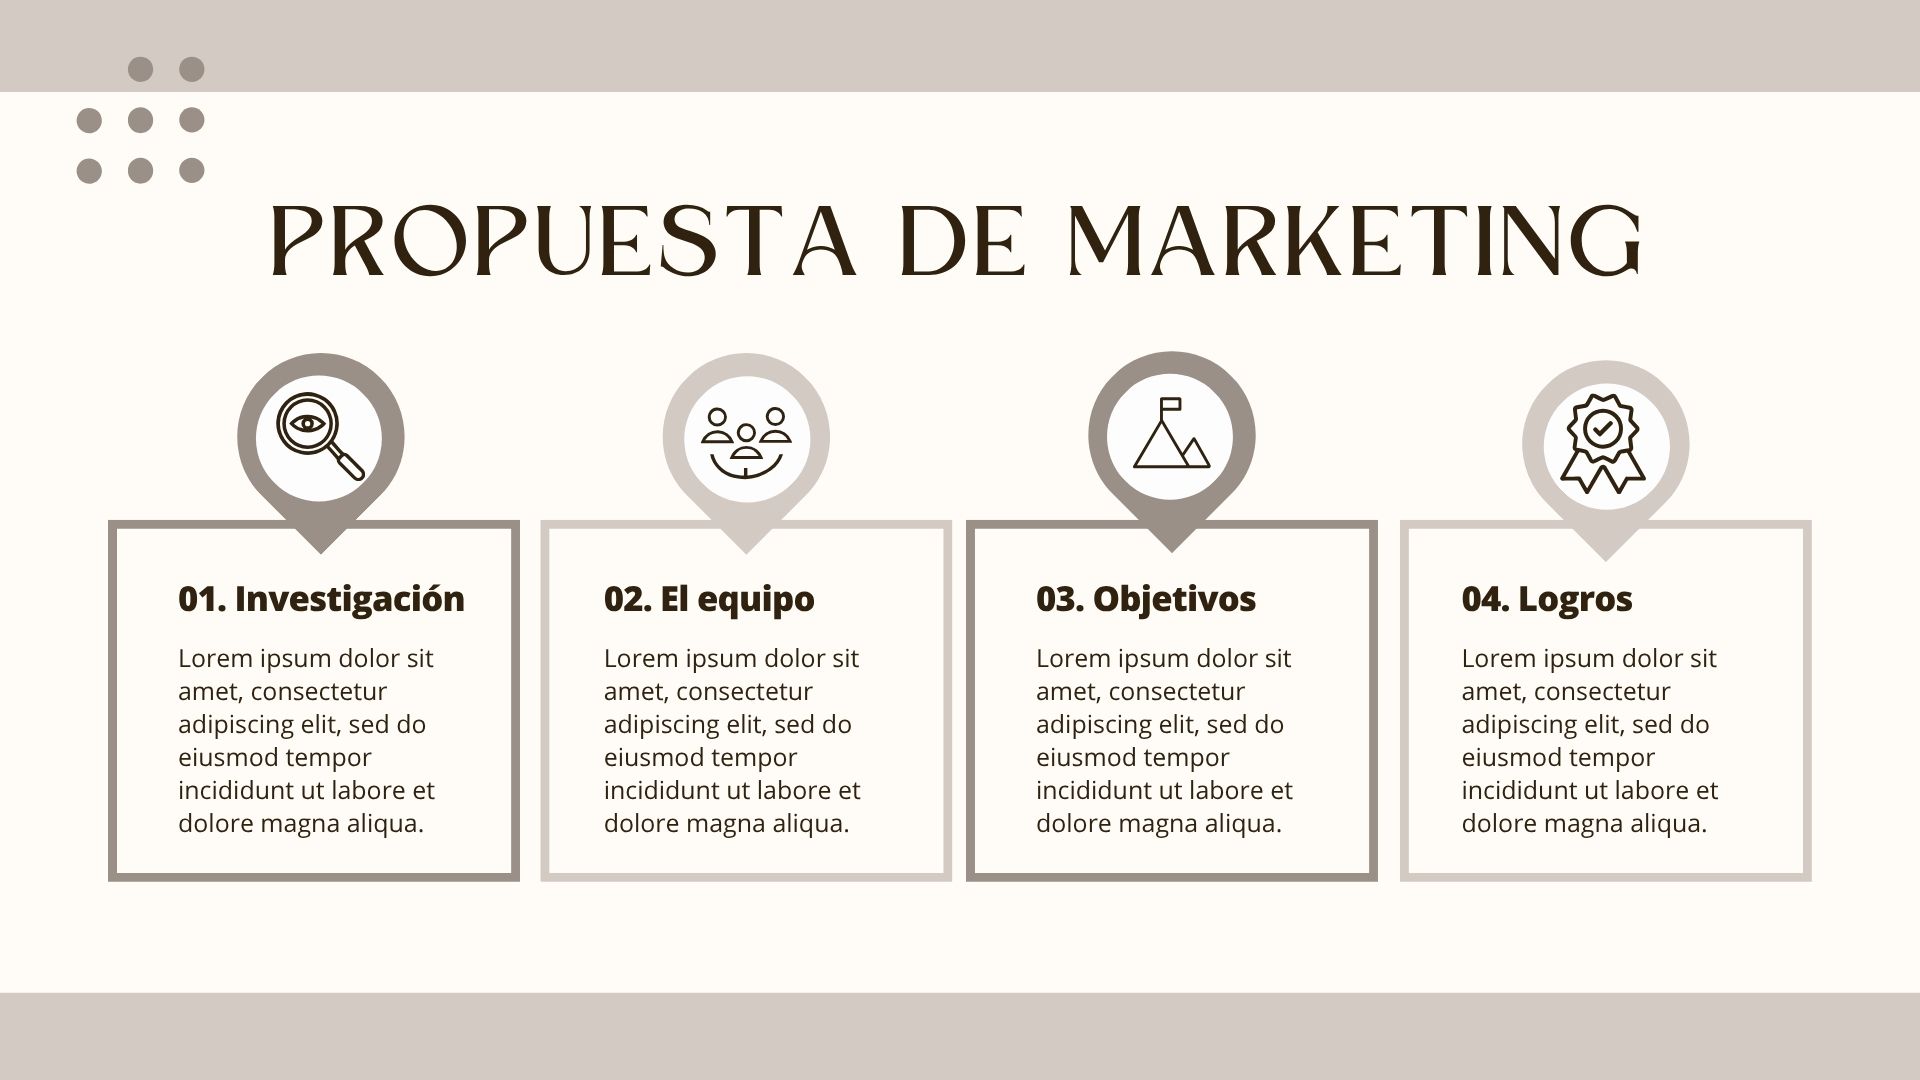 PROPUESTA DE MARKETING
01. Investigación
Lorem ipsum dolor sit
amet, consectetur
adipiscing elit, sed do
eiusmod tempor
incididunt ut labore et
dolore magna aliqua.
02. El equipo
Lorem ipsum dolor sit
amet, consectetur
adipiscing elit, sed do
eiusmod tempor
incididunt ut labore et
dolore magna aliqua.
03. Objetivos
Lorem ipsum dolor sit
amet, consectetur
adipiscing elit, sed do
eiusmod tempor
incididunt ut labore et
dolore magna aliqua.
04. Logros
Lorem ipsum dolor sit
amet, consectetur
adipiscing elit, sed do
eiusmod tempor
incididunt ut labore et
dolore magna aliqua.